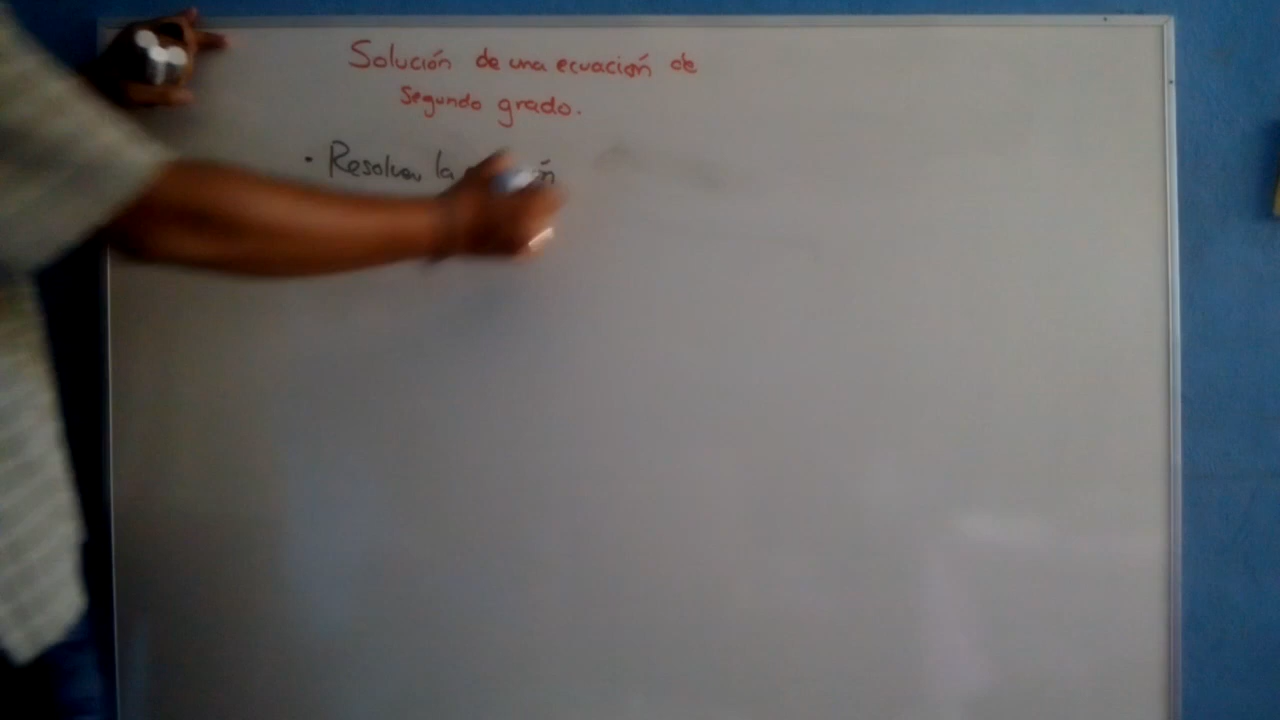 Solución de una ecuación de
segundo grado.
• Resolver la